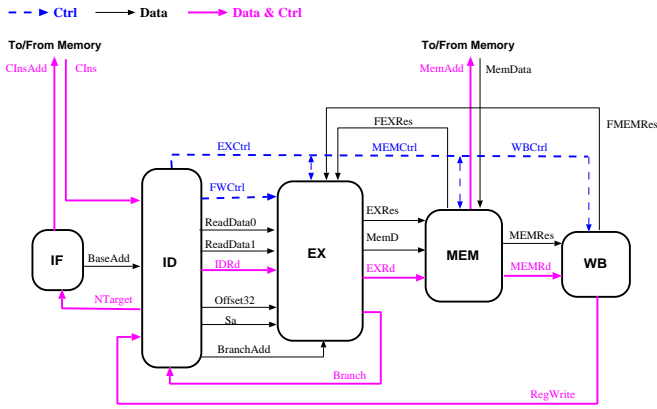 Ctrl Data Data & Ctrl
To/From Memory To/From Memory
CInsAdd CIns MemAdd MemData
FEXRes FMEMRes
EXCtrl MEMCtrl WBCtrl
FWCtrl
EXRes
ReadData0
MemD MEMRes
ReadData1
IF BaseAdd ID EX MEM WB
IDRd EXRd MEMRd
NTarget Offset32
Sa
BranchAdd
Branch
RegWrite